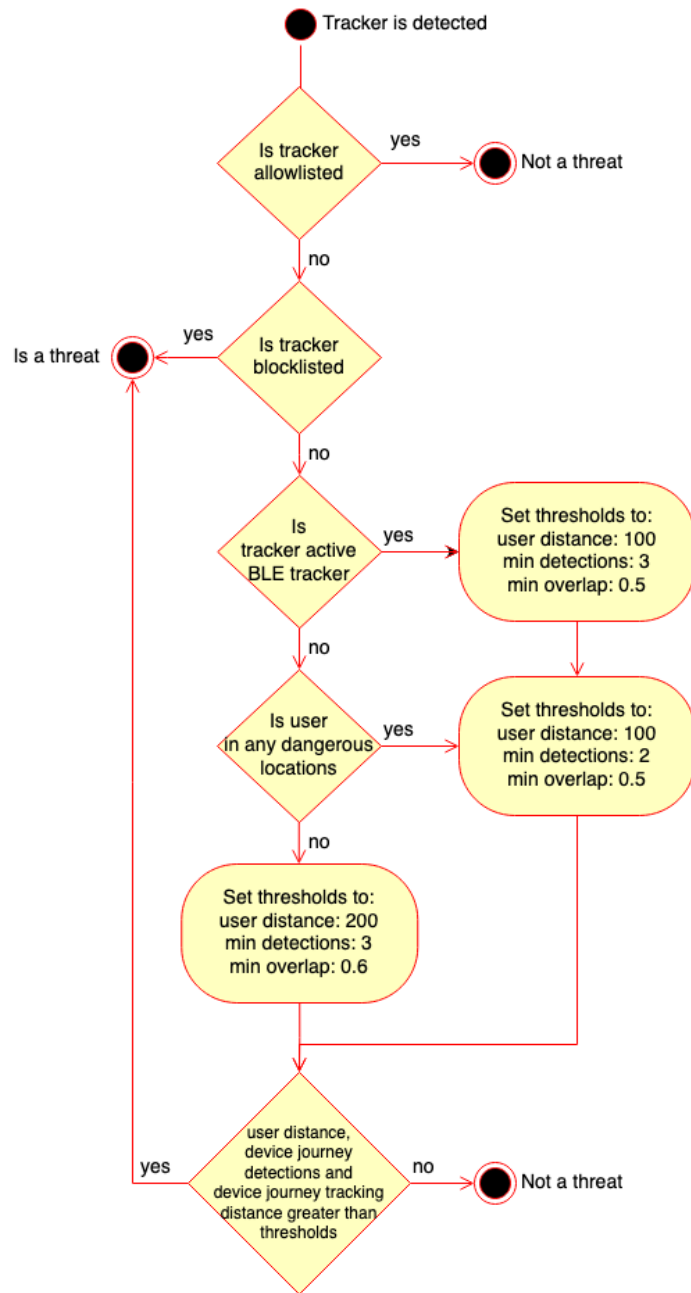 Tracker is detected
Is tracker
allowlisted
yes
Not a threat
no
Is tracker
blocklisted
yes
Is a threat
no
Is
tracker active
BLE tracker
yes
Set thresholds to:
user distance: 100
min detections: 3
min overlap: 0.5
no
Is user
in any dangerous
locations
yes
Set thresholds to:
user distance: 100
min detections: 2
min overlap: 0.5
no
Set thresholds to:
user distance: 200
min detections: 3
min overlap: 0.6
user distance,
device journey
detections and
device journey tracking
distance greater than
thresholds
yes
no
Not a threat